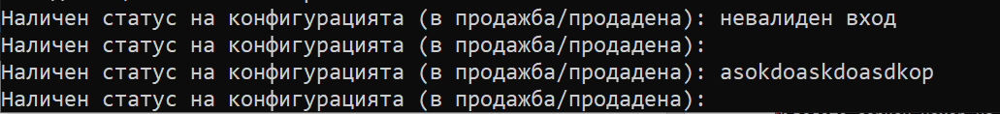 Наличен статус на конфигурацията (в продажба/продадена): невалиден вход
Наличен статус на конфигурацията (в продажба/продадена):
Наличен статус на конфигурацията (в продажба/продадена): asokdoaskdoasdkop
Наличен статус на конфигурацията (в продажба/продадена):